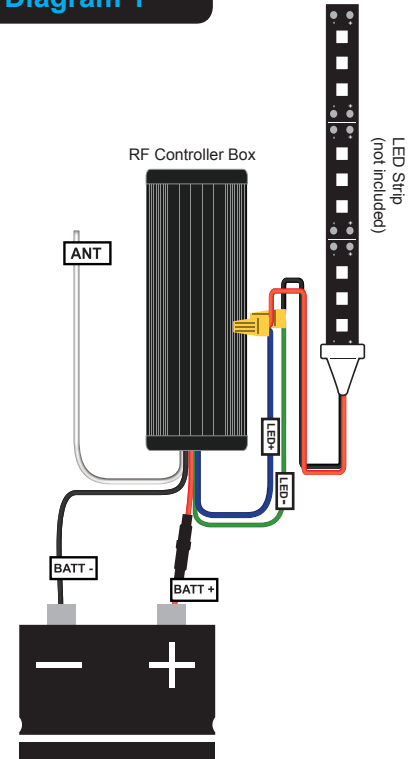 Diagram 1
RF Controller Box
LED Strip
(not included)
ANT
LED+
LED-
BATT -
BATT +